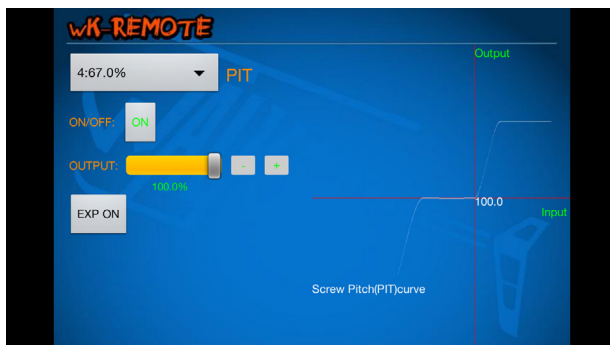 wK-REMOTE
4:67.0%
PIT
ON/OFF: ON
OUTPUT: - +
100.0%
EXP ON
Output
100.0
Input
Screw Pitch(PIT)curve